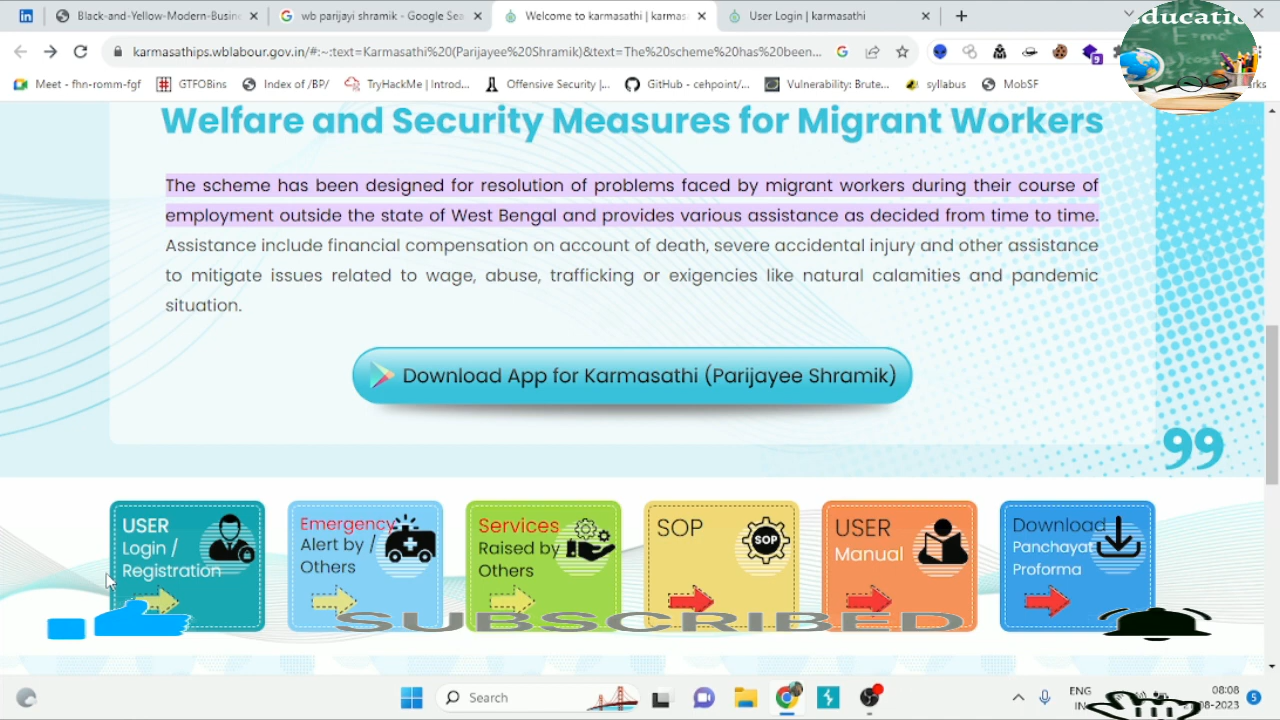 Black-and-Yellow-Modern-Busine
wb parijayi shramik - Google Se
Welcome to karmasathi | karmas
User Login | karmasathi
karmasathips.wblabour.gov.in/#:~:text=Karmasathi%20(Parijayee%20Shramik)&text=The%20scheme%20has%20been...
Meet - fhn-romm-fgf
GTFOBins
Index of /BP/
TryHackMe
Offensive Security |...
GitHub - cehpoint/...
Vulnerability: Brute...
syllabus
MobSF
Welfare and Security Measures for Migrant Workers
The scheme has been designed for resolution of problems faced by migrant workers during their course of
employment outside the state of West Bengal and provides various assistance as decided from time to time.
Assistance include financial compensation on account of death, severe accidental injury and other assistance
to mitigate issues related to wage, abuse, trafficking or exigencies like natural calamities and pandemic
situation.
Download App for Karmasathi (Parijayee Shramik)
USER
Login /
Registration
Emergency
Alert by /
Others
Services
Raised by
Others
SOP
SOP
USER
Manual
Download
Panchayat
Proforma
SUBSCRIBED
Search
ENG
IN
08:08
08-2023
5